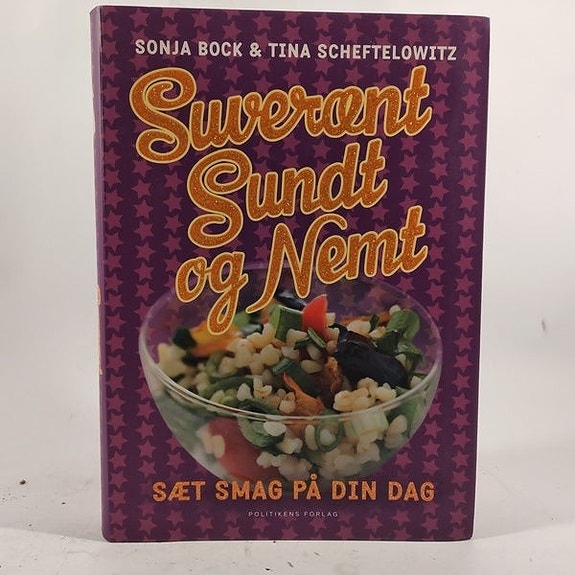 SONJA BOCK & TINA SCHEFTELOWITZ
Suverænt
Sundt
og Nemt
SÆT SMAG PÅ DIN DAG
POLITIKENS FORLAG